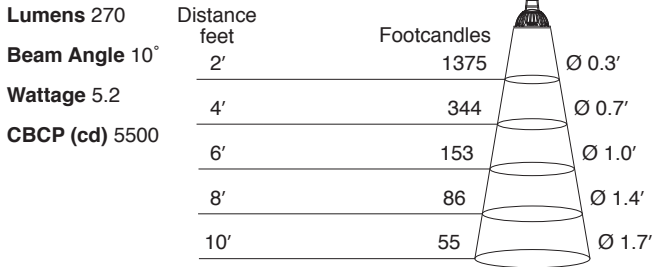 Lumens 270
Beam Angle 10˚
Wattage 5.2
CBCP (cd) 5500
Distance
feet
Footcandles
2′ 1375 Ø 0.3′
4′ 344 Ø 0.7′
6′ 153 Ø 1.0′
8′ 86 Ø 1.4′
10′ 55 Ø 1.7′